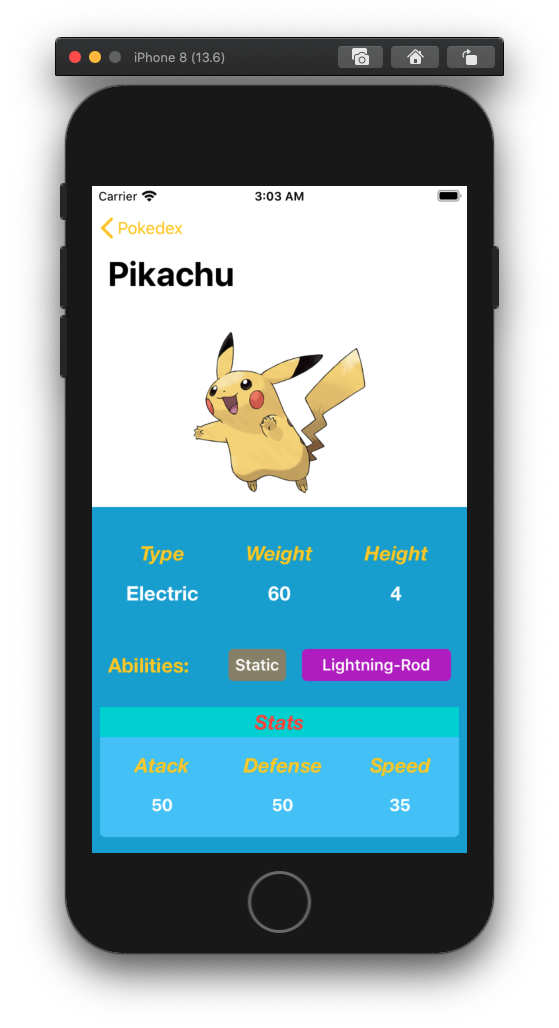 iPhone 8 (13.6)
Carrier 3:03 AM
Pokedex
Pikachu
Type Weight Height
Electric 60 4
Abilities: Static Lightning-Rod
Stats
Atack Defense Speed
50 50 35